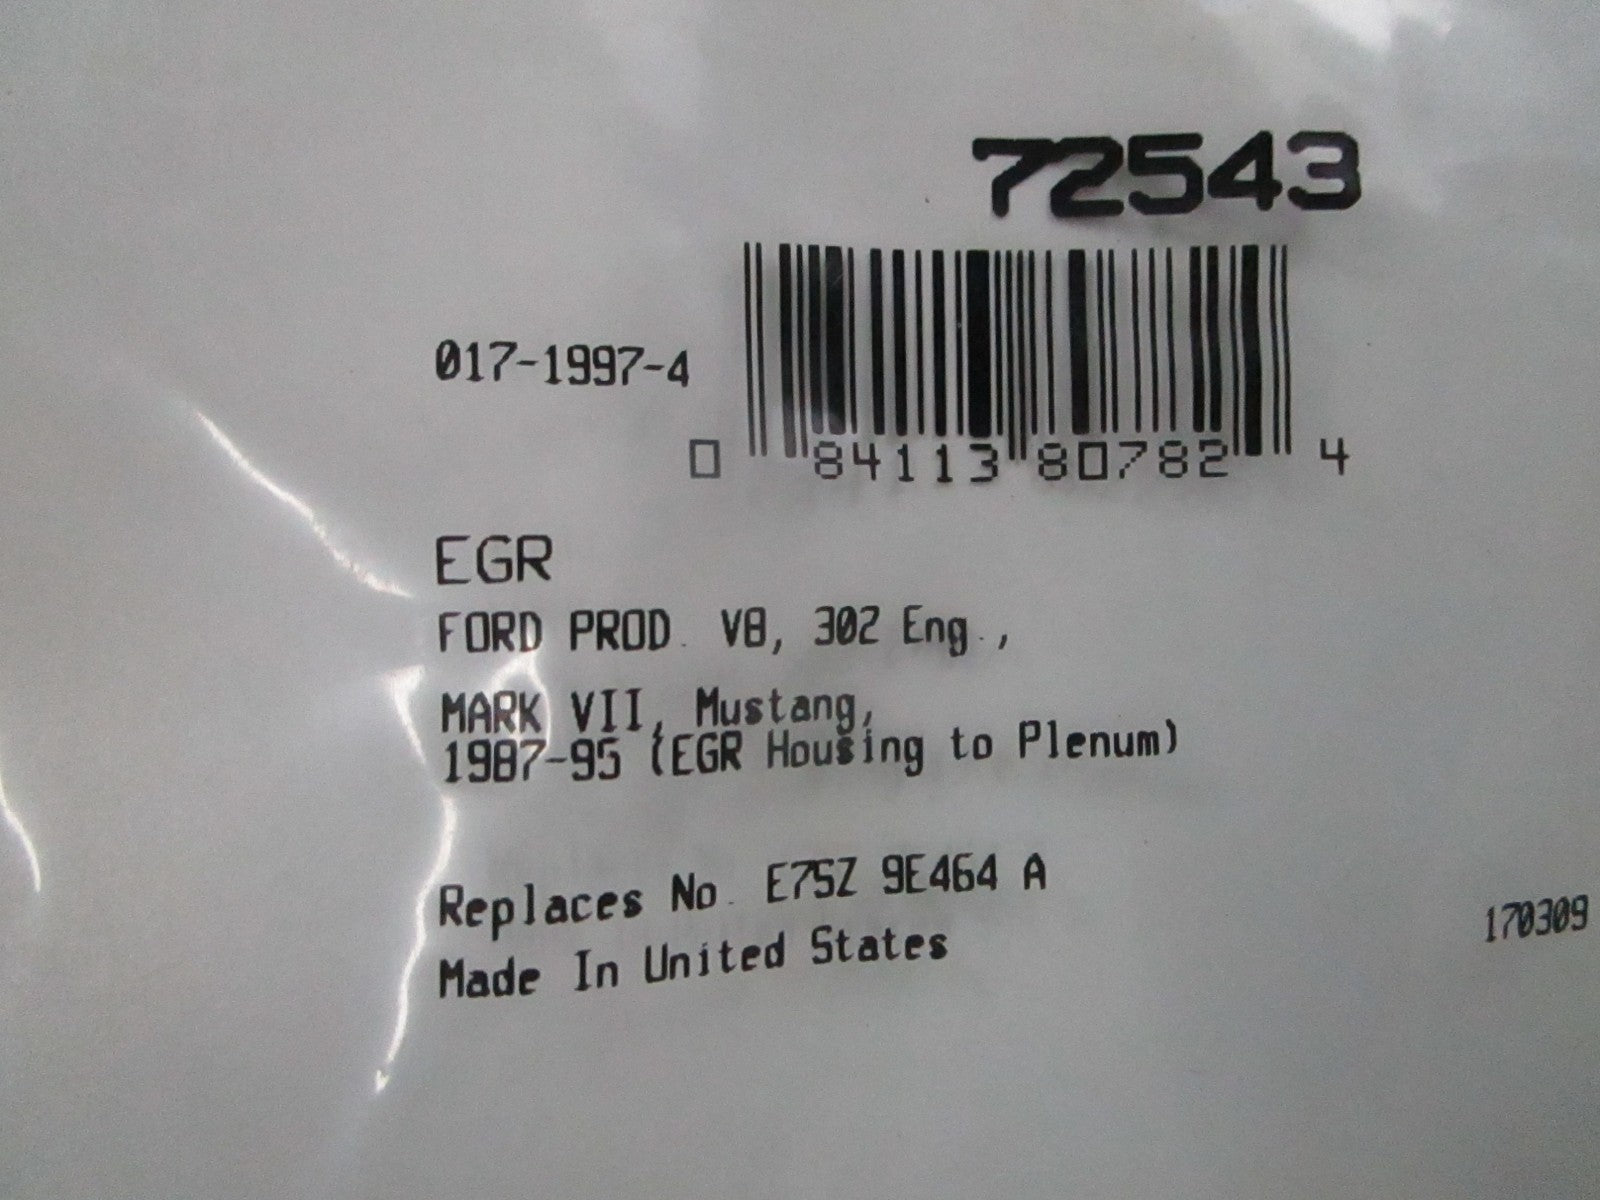 72543
017-1997-4
0 84113 80782 4
EGR
FORD PROD. V8, 302 Eng.,
MARK VII, Mustang,
1987-95 (EGR Housing to Plenum)
Replaces No. E7SZ 9E464 A
170309
Made In United States